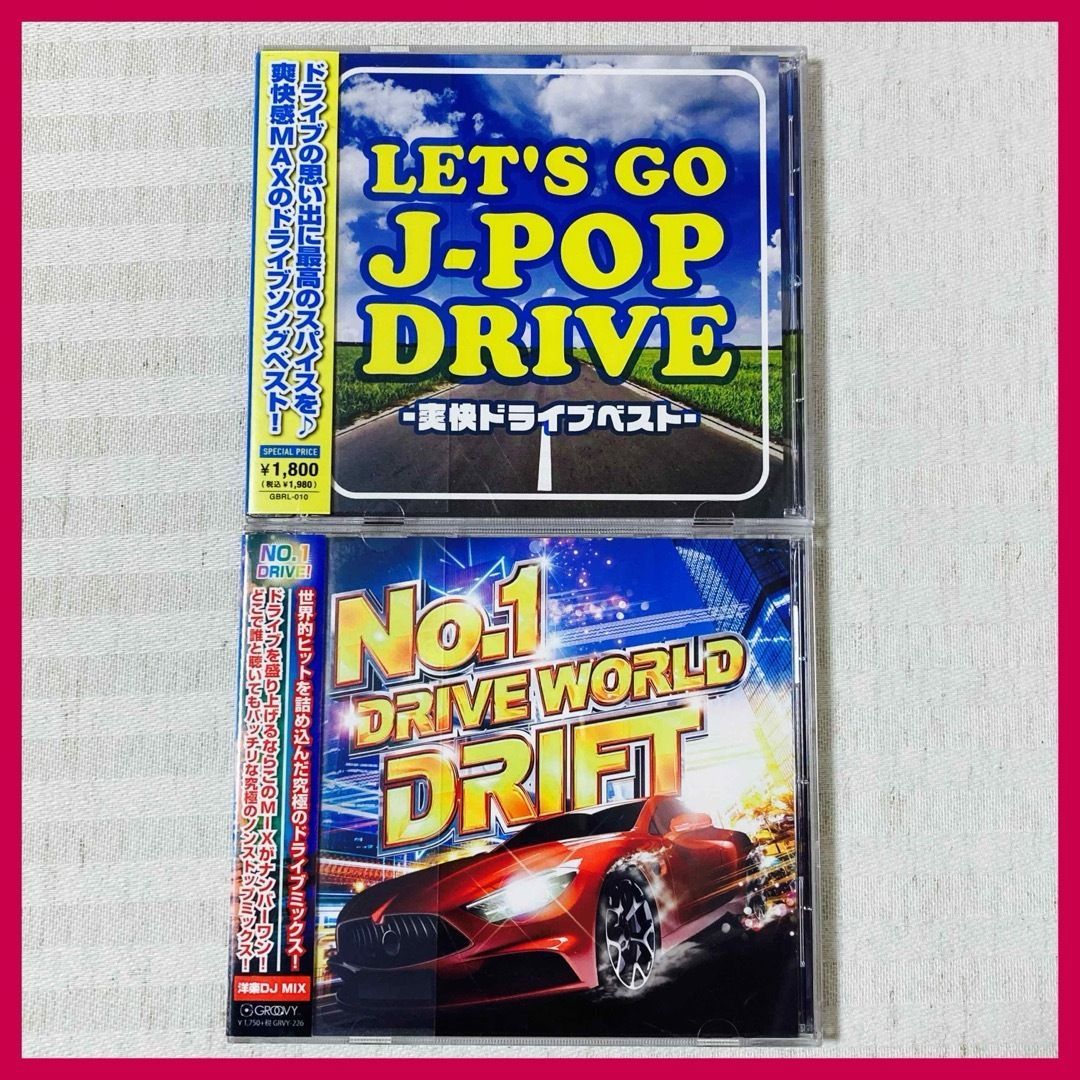 ドライブの思い出に最高のスパイスを♪
爽快感MAXのドライブソングベスト!
SPECIAL PRICE
¥1,800
(税込¥1,980)
GBRL-010
LET'S GO
J-POP
DRIVE
-爽快ドライブベスト-
NO.1
DRIVE!
世界的ヒットを詰め込んだ究極のドライブミックス!
ドライブを盛り上げるならこのMIXがナンバーワン!
どこで誰と聴いてもバッチリな究極のノンストップミックス!
洋楽DJ MIX
GROOVY
¥1,750+税 GRVY-226
No.1
DRIVE WORLD
DRIFT